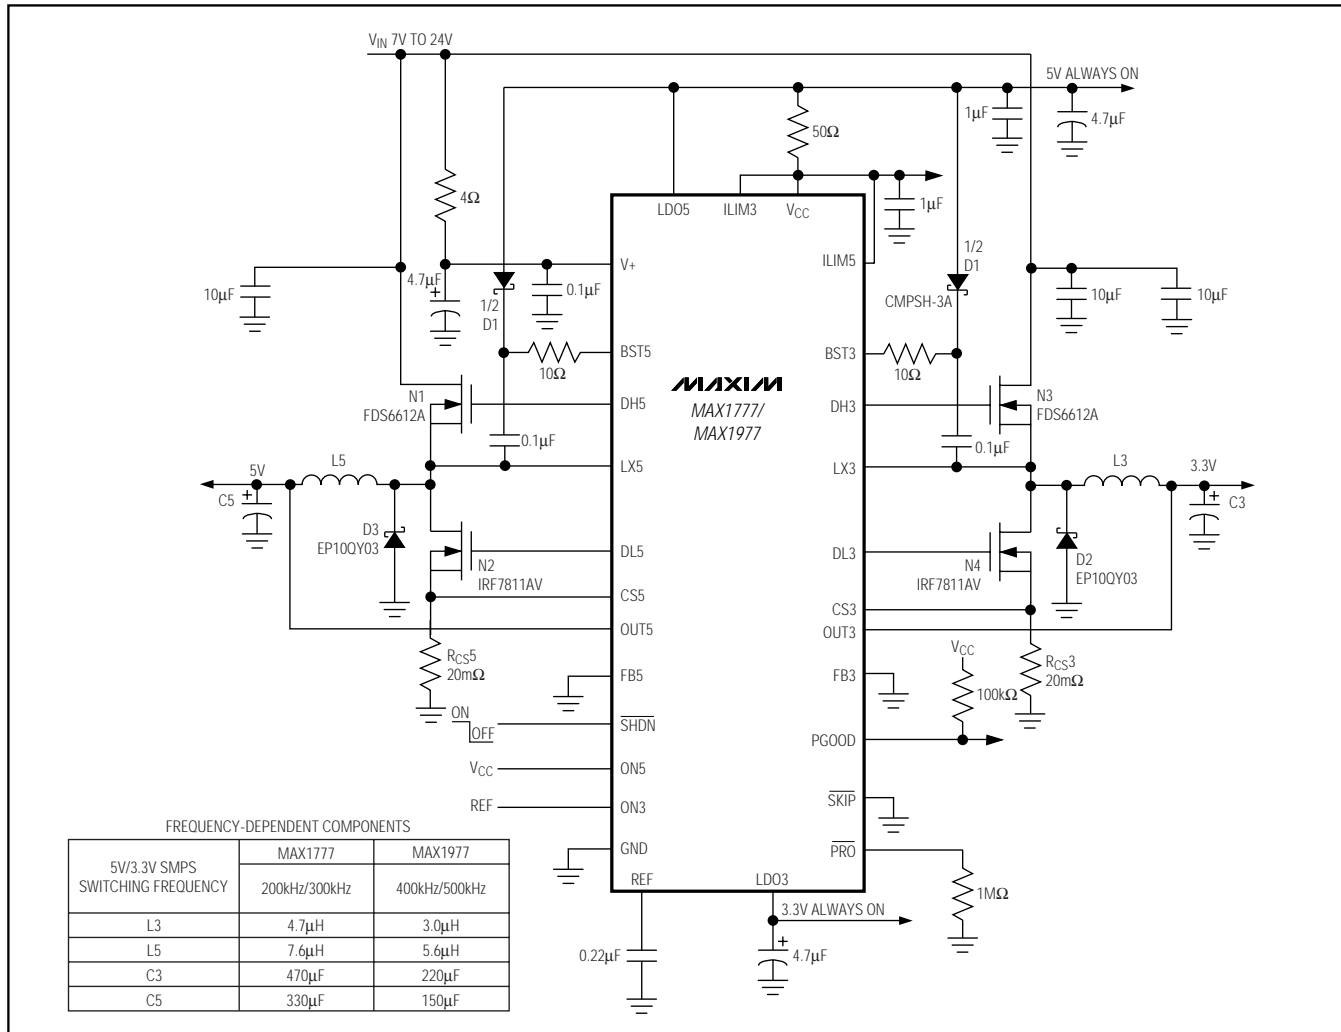 VIN 7V TO 24V
5V ALWAYS ON
1μF
4.7μF
50Ω
4Ω
LDO5
ILIM3
VCC
1μF
V+
ILIM5
1/2
D1
10μF
4.7μF
+
0.1μF
CMPSH-3A
10μF
10μF
1/2
D1
BST5
BST3
10Ω
10Ω
MAXIM
N1
FDS6612A
DH5
MAX1777/
MAX1977
DH3
N3
FDS6612A
0.1μF
0.1μF
LX5
LX3
5V
L5
L3
3.3V
C5
+
+
C3
D3
EP10QY03
N2
IRF7811AV
DL5
DL3
N4
IRF7811AV
D2
EP10QY03
CS5
CS3
OUT5
OUT3
RCS5
20mΩ
VCC
RCS3
20mΩ
FB5
FB3
100kΩ
ON
OFF
SHDN
PGOOD
VCC
ON5
REF
ON3
SKIP
GND
PRO
REF
LDO3
1MΩ
3.3V ALWAYS ON
0.22μF
+
4.7μF
FREQUENCY-DEPENDENT COMPONENTS
5V/3.3V SMPS
SWITCHING FREQUENCY
MAX1777
MAX1977
200kHz/300kHz
400kHz/500kHz
L3 4.7μH 3.0μH
L5 7.6μH 5.6μH
C3 470μF 220μF
C5 330μF 150μF